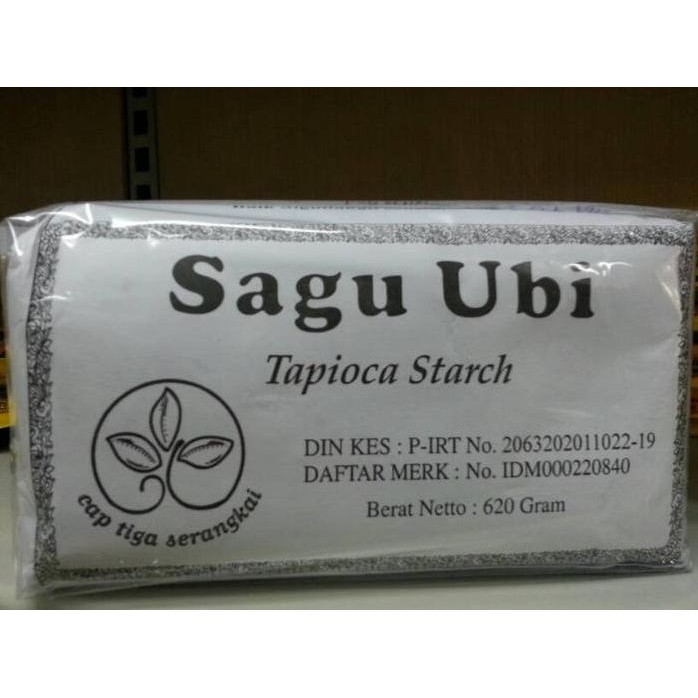 Sagu Ubi
Tapioca Starch
DIN KES : P-IRT No. 2063202011022-19
DAFTAR MERK : No. IDM000220840
Berat Netto : 620 Gram
cap tiga serangkai